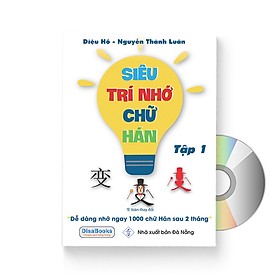 Diệu Hồ - Nguyễn Thành Luân
SIÊU
TRÍ NHỚ
CHỮ
HÁN
Tập 1
变
"Dễ dàng nhớ ngay 1000 chữ Hán sau 2 tháng"
DisaBooks
Nhà xuất bản Đà Nẵng